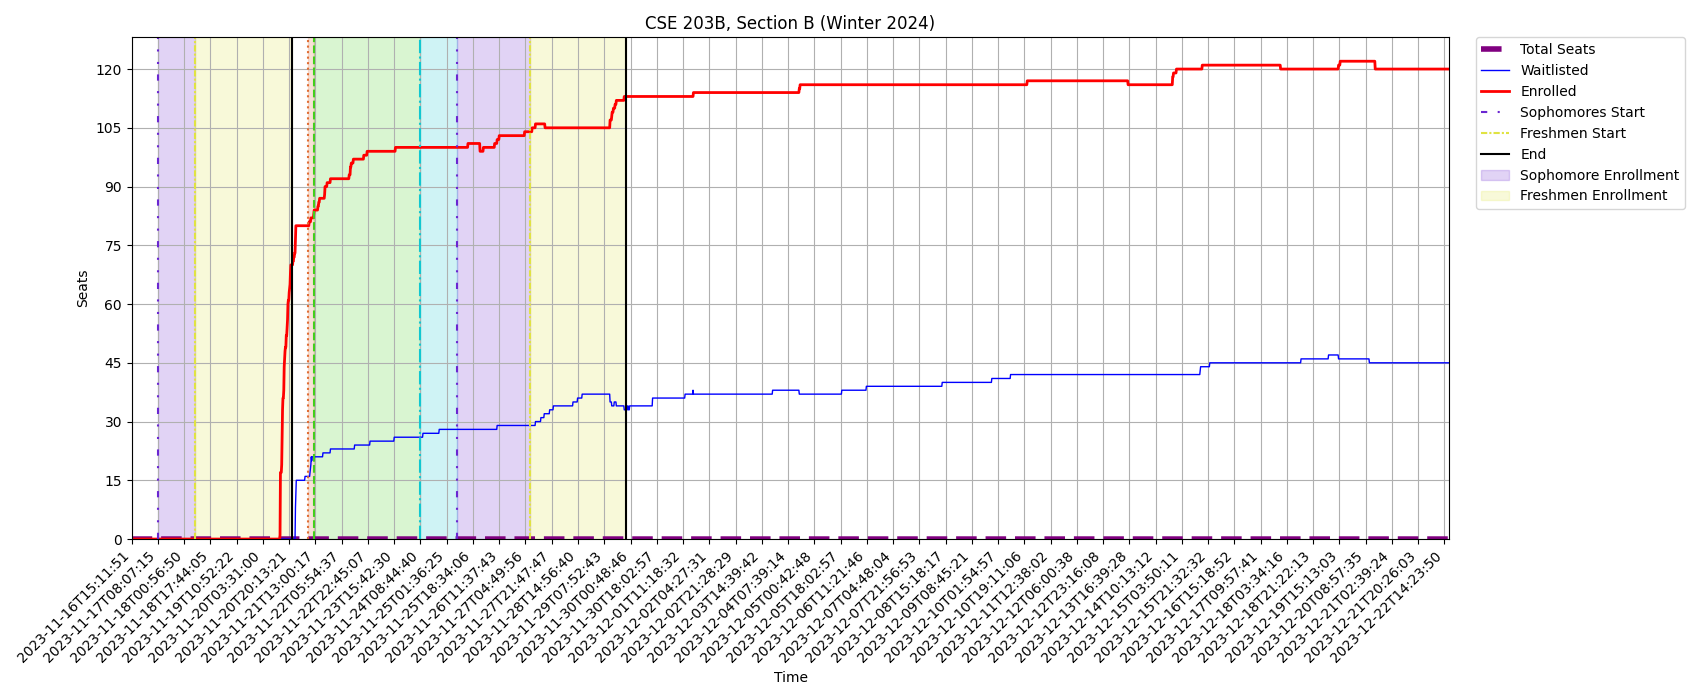 CSE 203B, Section B (Winter 2024)
Total Seats
Waitlisted
Enrolled
Sophomores Start
Freshmen Start
End
Sophomore Enrollment
Freshmen Enrollment
Seats
120
105
90
75
60
45
30
15
0
2023-11-16T15:11:51
2023-11-17T08:07:15
2023-11-18T00:56:50
2023-11-18T17:44:05
2023-11-19T10:52:22
2023-11-20T03:31:00
2023-11-20T20:13:21
2023-11-21T13:00:17
2023-11-22T05:54:37
2023-11-22T22:45:07
2023-11-23T15:42:30
2023-11-24T08:44:40
2023-11-25T01:36:25
2023-11-25T18:34:06
2023-11-26T11:37:43
2023-11-27T04:49:56
2023-11-27T21:47:47
2023-11-28T14:56:40
2023-11-29T07:52:43
2023-11-30T00:48:46
2023-11-30T18:02:57
2023-12-01T11:18:32
2023-12-02T04:27:31
2023-12-02T21:28:29
2023-12-03T14:39:42
2023-12-04T07:39:14
2023-12-05T00:42:48
2023-12-05T18:02:57
2023-12-06T11:21:46
2023-12-07T04:48:04
2023-12-07T21:56:53
2023-12-08T15:18:17
2023-12-09T08:45:21
2023-12-10T01:54:57
2023-12-10T19:11:06
2023-12-11T12:38:02
2023-12-12T06:00:38
2023-12-12T23:16:08
2023-12-13T16:39:28
2023-12-14T10:13:12
2023-12-15T03:50:11
2023-12-15T21:32:32
2023-12-16T15:18:52
2023-12-17T09:57:41
2023-12-18T03:34:16
2023-12-18T21:22:13
2023-12-19T15:13:03
2023-12-20T08:57:35
2023-12-21T02:39:24
2023-12-21T20:26:03
2023-12-22T14:23:50
Time